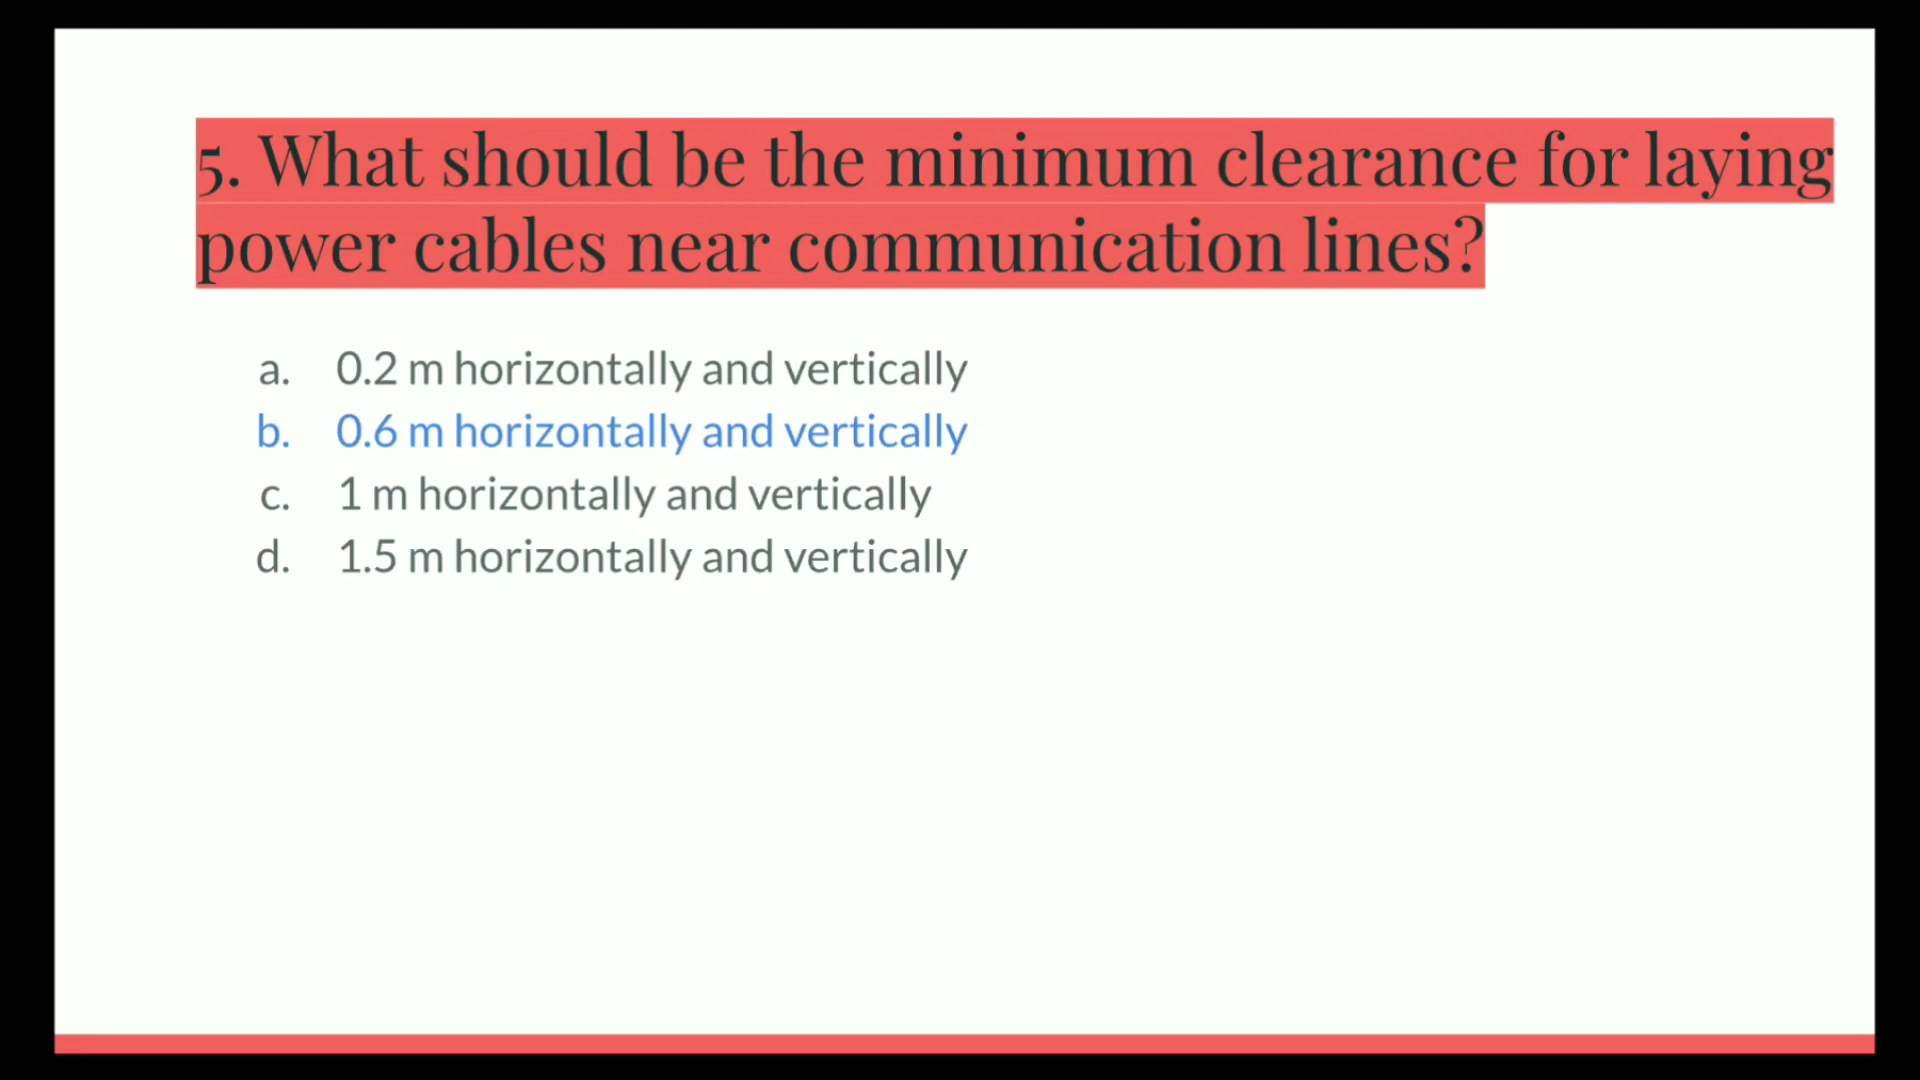 5. What should be the minimum clearance for laying
power cables near communication lines?
a. 0.2 m horizontally and vertically
b. 0.6 m horizontally and vertically
c. 1 m horizontally and vertically
d. 1.5 m horizontally and vertically